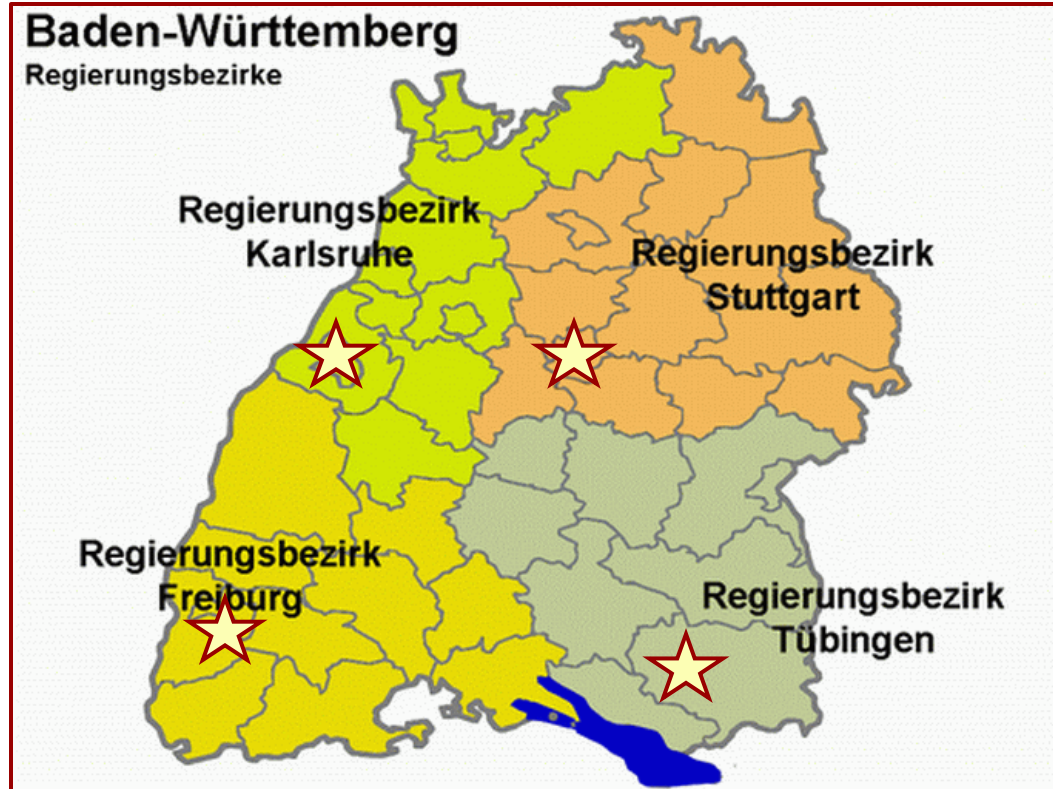 Baden-Württemberg
Regierungsbezirke
Regierungsbezirk
Karlsruhe
Regierungsbezirk
Stuttgart
Regierungsbezirk
Freiburg
Regierungsbezirk
Tübingen